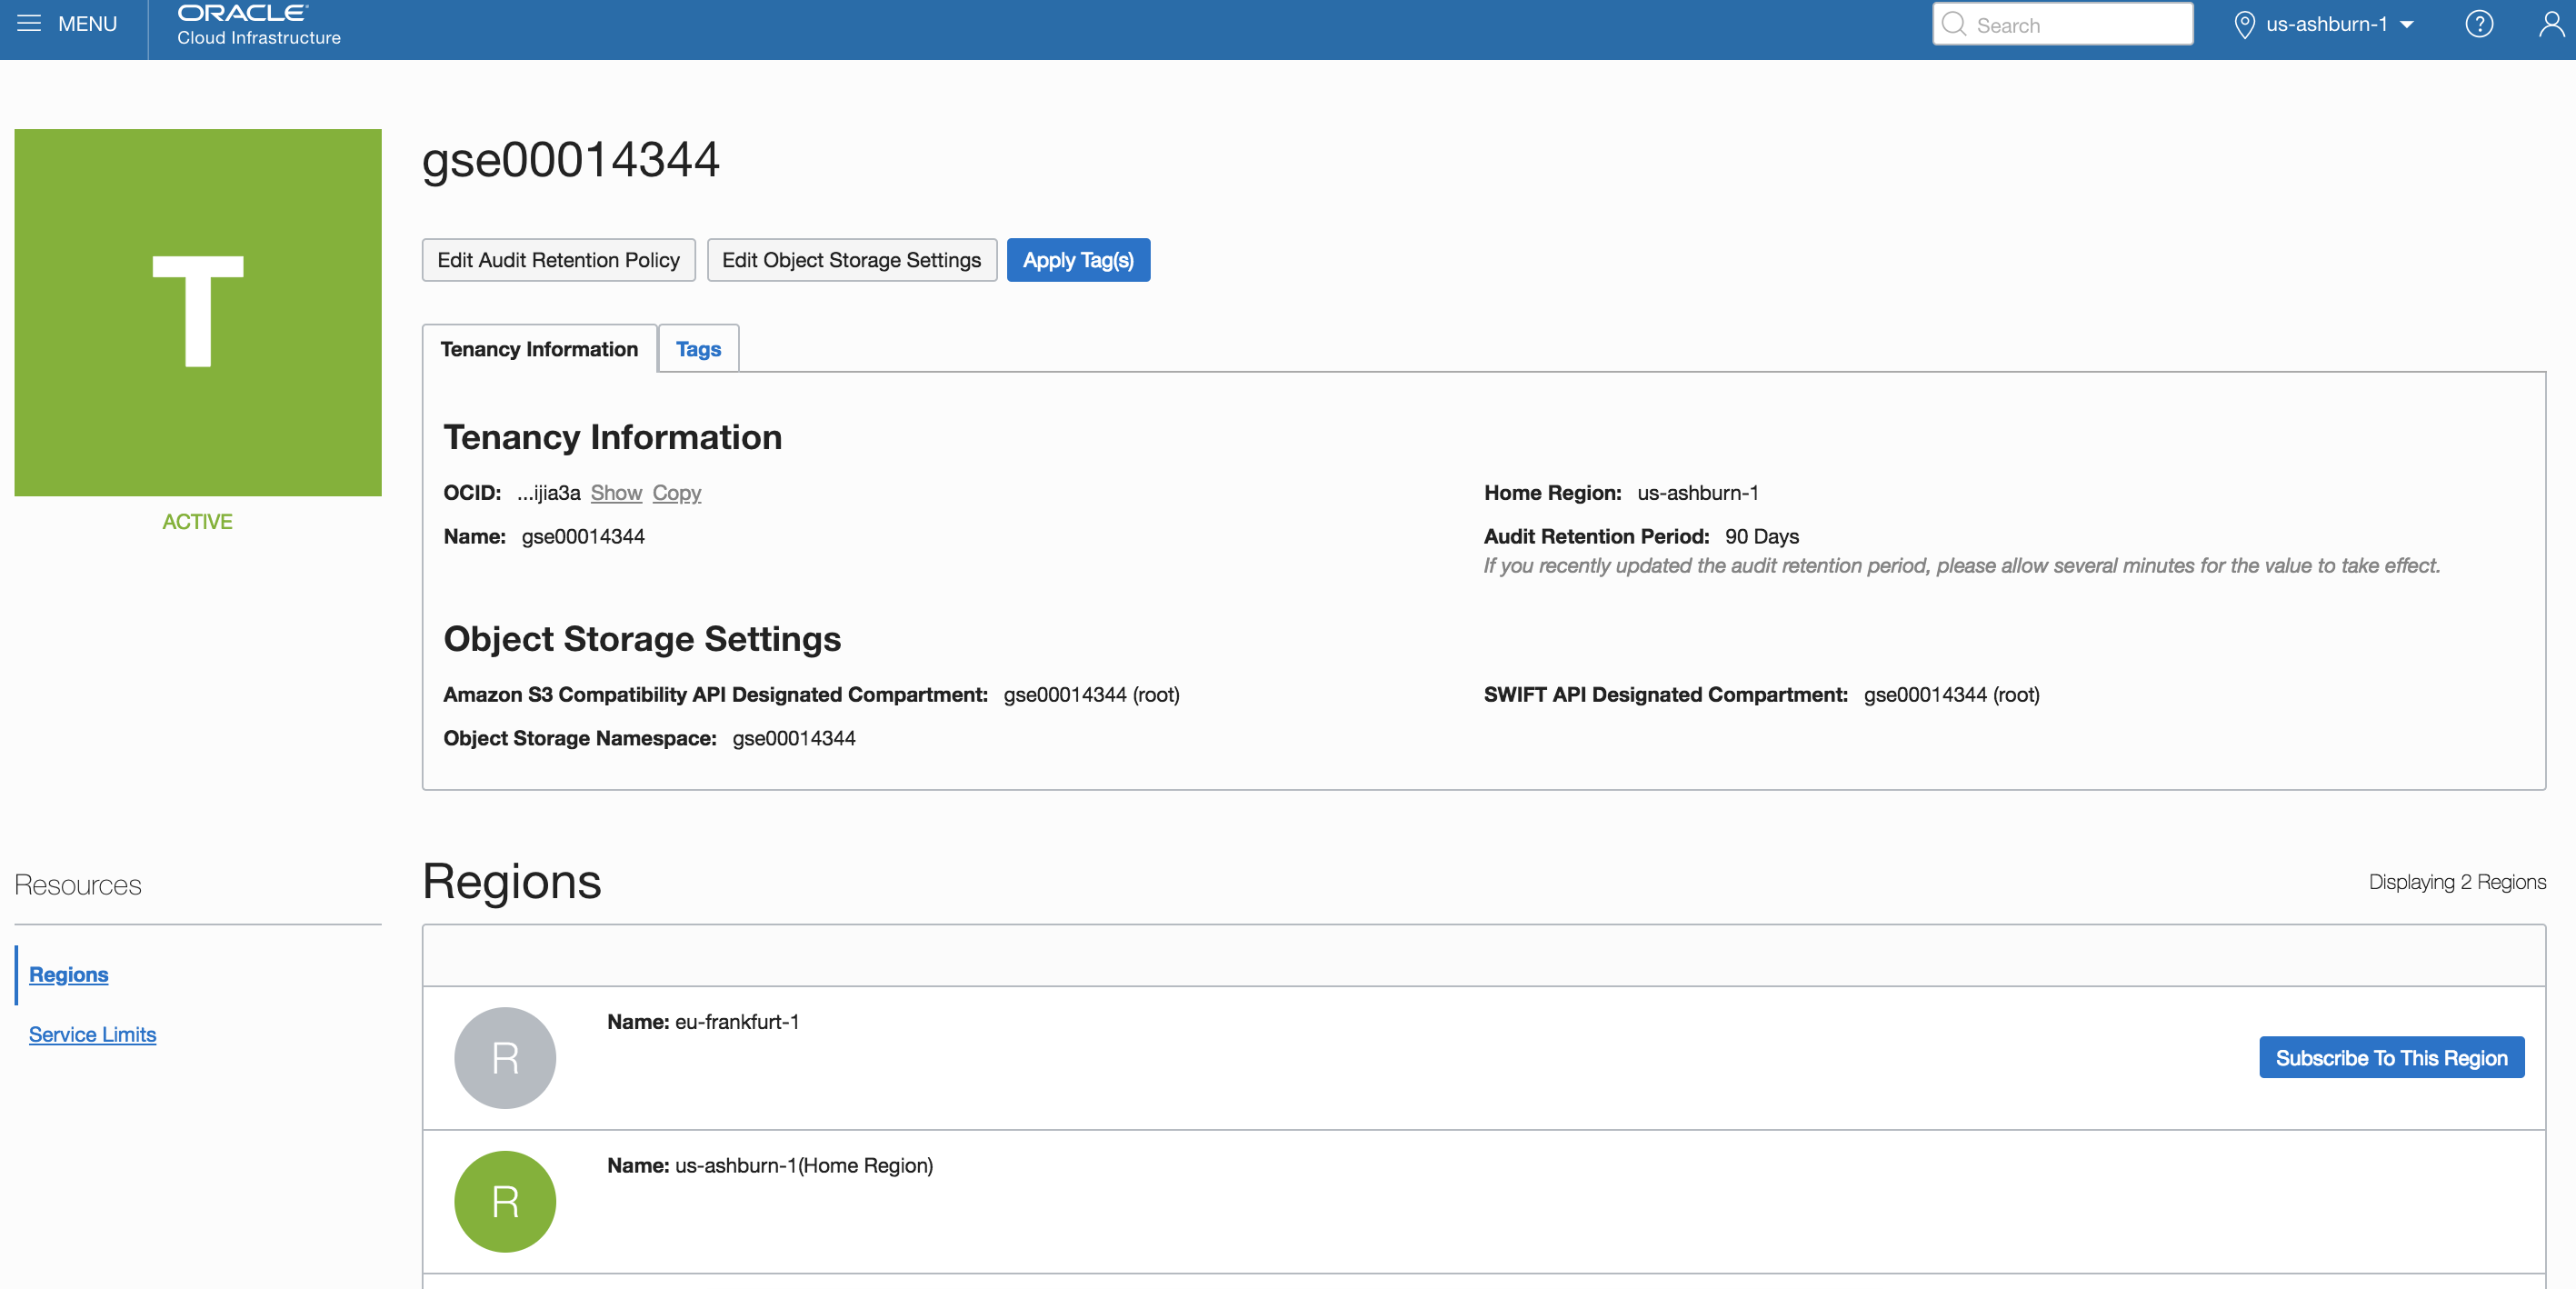 MENU
ORACLE
Cloud Infrastructure
Search
us-ashburn-1
?
T
ACTIVE
gse00014344
Edit Audit Retention Policy
Edit Object Storage Settings
Apply Tag(s)
Tenancy Information
Tags
Tenancy Information
OCID: ...ijia3a Show Copy
Name: gse00014344
Home Region: us-ashburn-1
Audit Retention Period: 90 Days
If you recently updated the audit retention period, please allow several minutes for the value to take effect.
Object Storage Settings
Amazon S3 Compatibility API Designated Compartment: gse00014344 (root)
SWIFT API Designated Compartment: gse00014344 (root)
Object Storage Namespace: gse00014344
Resources
Regions
Service Limits
Regions
Displaying 2 Regions
R
Name: eu-frankfurt-1
Subscribe To This Region
R
Name: us-ashburn-1(Home Region)